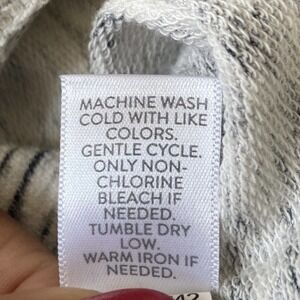 MACHINE WASH
COLD WITH LIKE
COLORS.
GENTLE CYCLE.
ONLY NON-
CHLORINE
BLEACH IF
NEEDED.
TUMBLE DRY
LOW.
WARM IRON IF
NEEDED.